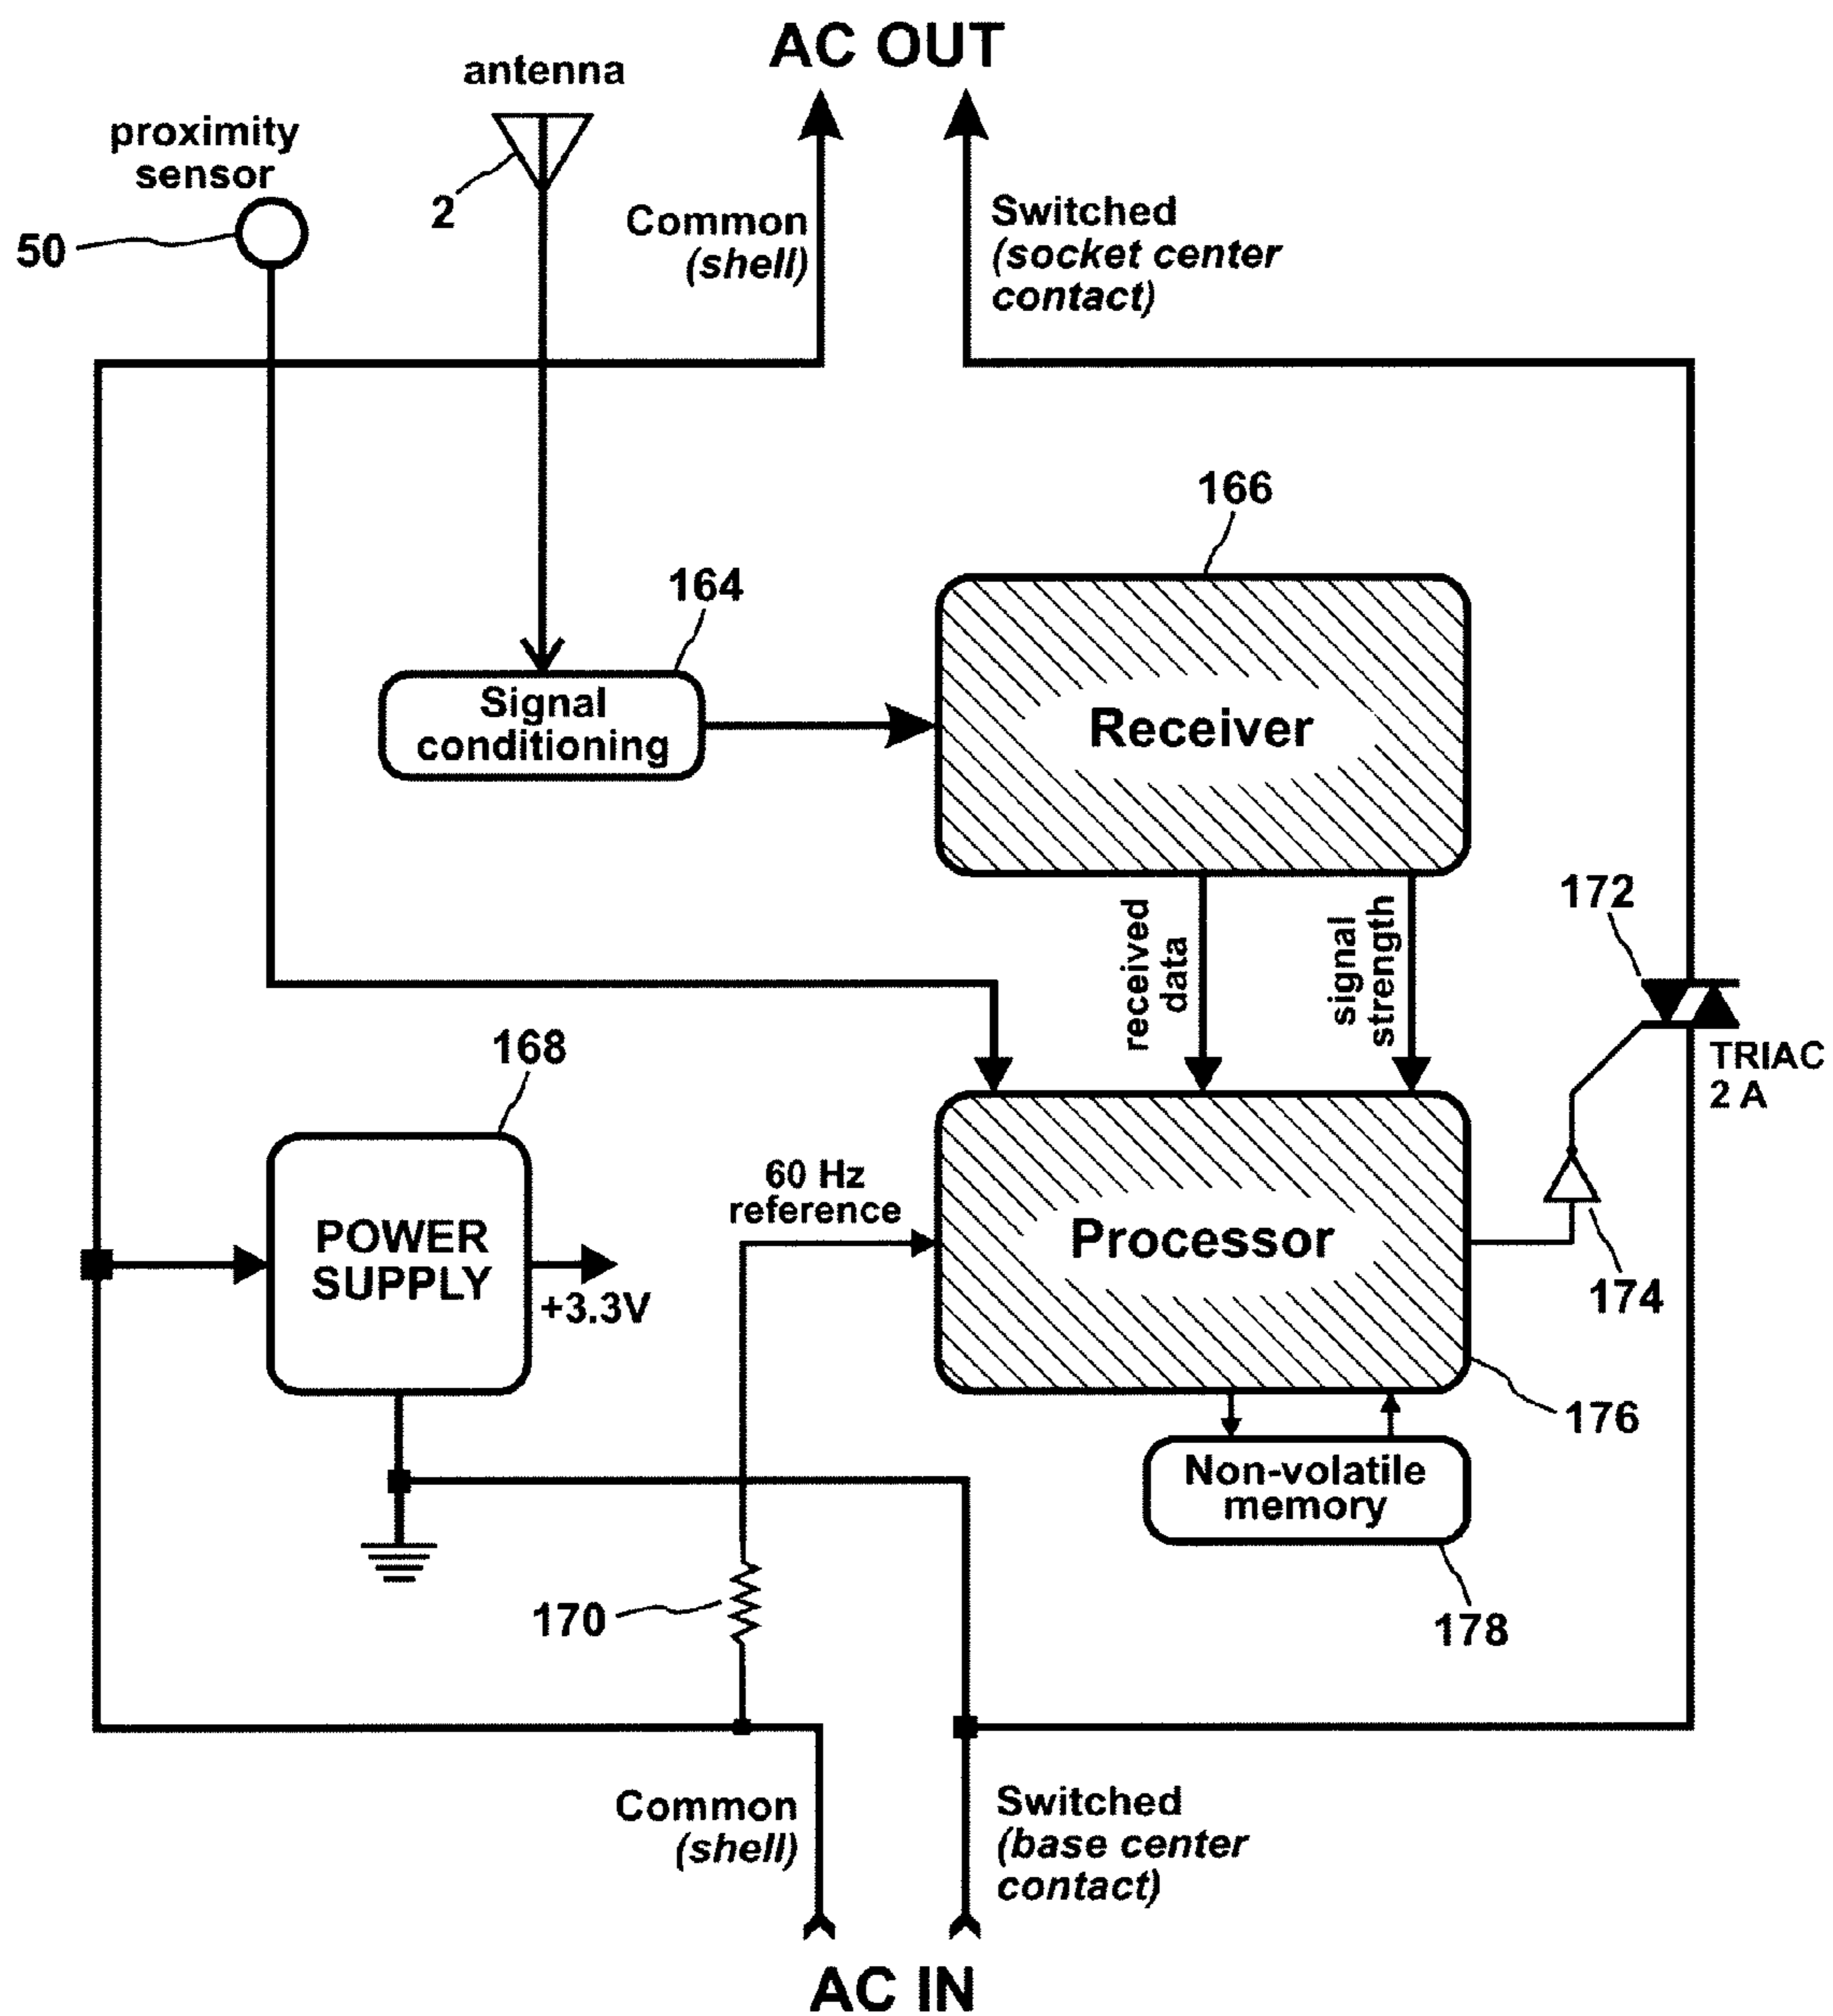 AC OUT
antenna
proximity
sensor
2
50
Common
(shell)
Switched
(socket center
contact)
166
164
Signal
conditioning
Receiver
172
received
data
signal
strength
168
TRIAC
2 A
60 Hz
reference
POWER
SUPPLY
+3.3V
Processor
174
176
Non-volatile
memory
170
178
Common
(shell)
Switched
(base center
contact)
AC IN